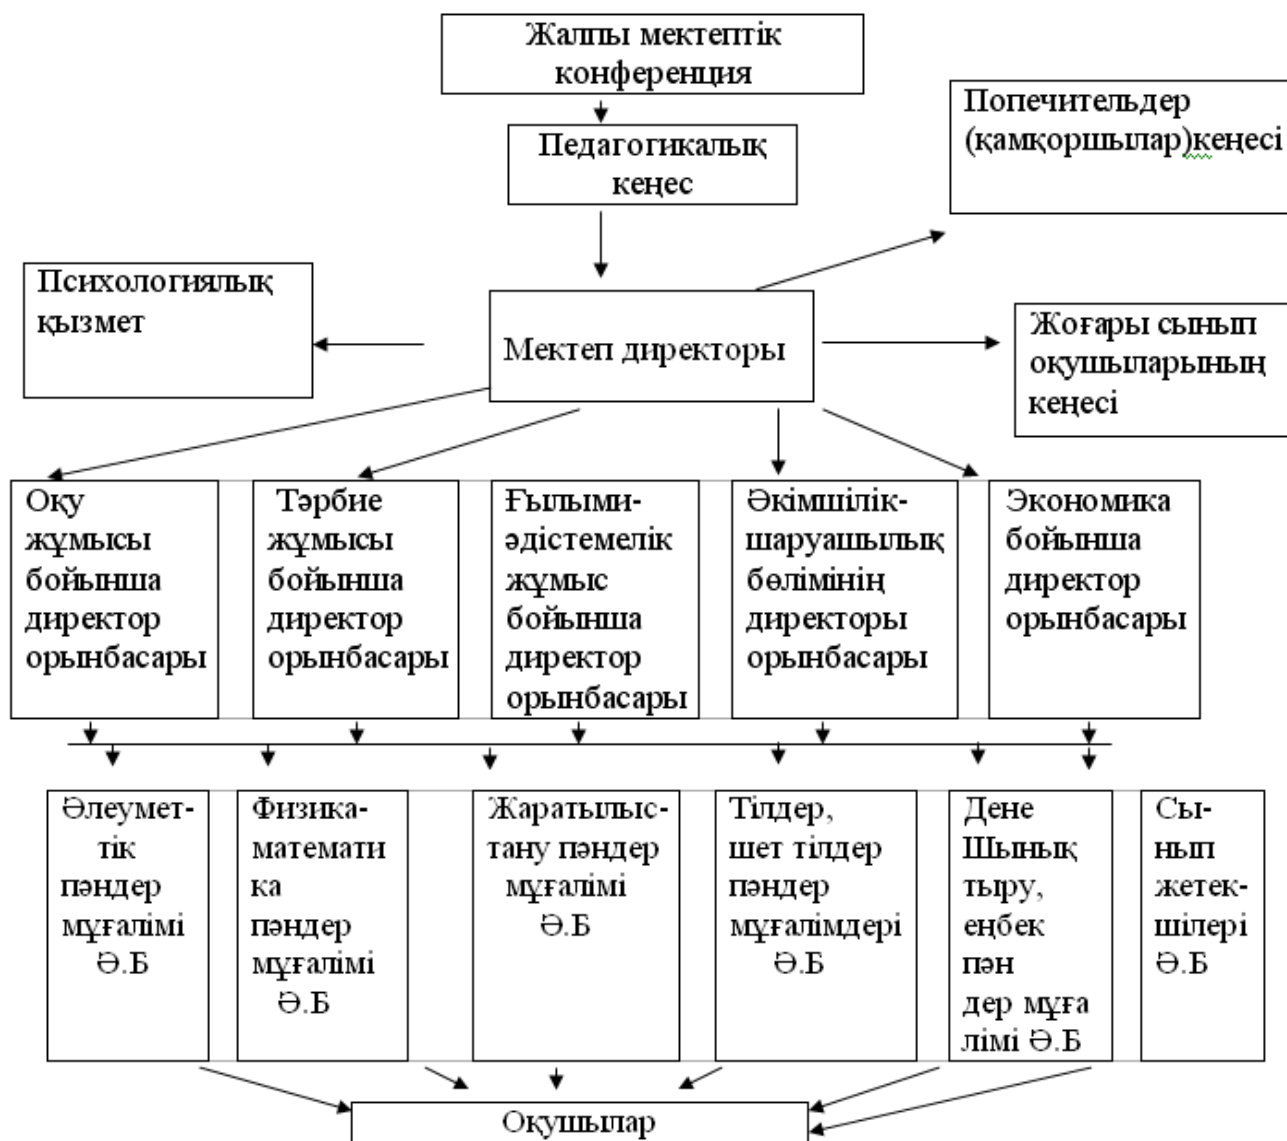 Жалпы мектептік
конференция
Педагогикалық
кеңес
Попечительдер
(қамқоршылар)кеңесі
Психологиялық
қызмет
Мектеп директоры
Жоғары сынып
оқушыларының
кеңесі
Оқу
жұмысы
бойынша
директор
орынбасары
Тәрбие
жұмысы
бойынша
директор
орынбасары
Ғылыми-
әдістемелік
жұмыс
бойынша
директор
орынбасары
Әкімшілік-
шаруашылық
бөлімінің
директоры
орынбасары
Экономика
бойынша
директор
орынбасары
Әлеумет-
тік
пәндер
мұғалімі
Ә.Б
Физика-
математи
ка
пәндер
мұғалімі
Ә.Б
Жаратылыс-
тану пәндер
мұғалімі
Ә.Б
Тілдер,
шет тілдер
пәндер
мұғалімдері
Ә.Б
Дене
Шынық
тыру,
еңбек
пән
дер мұға
лімі Ә.Б
Сы-
нып
жетек-
шілері
Ә.Б
Оқушылар